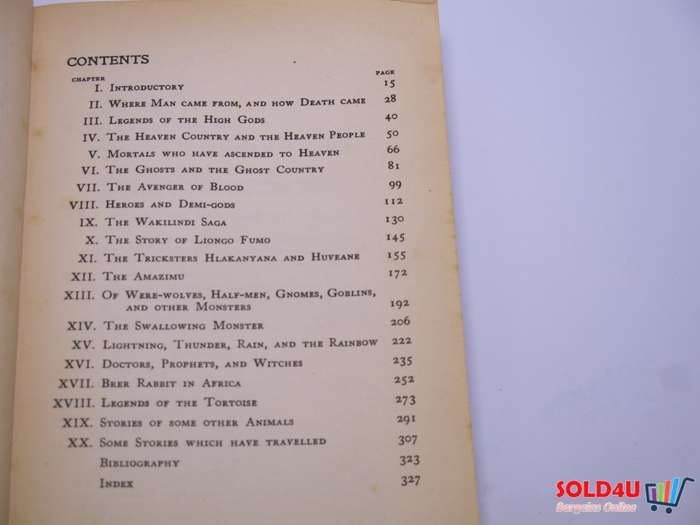 CONTENTS
CHAPTER PAGE
I. INTRODUCTORY 15
II. WHERE MAN CAME FROM, AND HOW DEATH CAME 28
III. LEGENDS OF THE HIGH GODS 40
IV. THE HEAVEN COUNTRY AND THE HEAVEN PEOPLE 50
V. MORTALS WHO HAVE ASCENDED TO HEAVEN 66
VI. THE GHOSTS AND THE GHOST COUNTRY 81
VII. THE AVENGER OF BLOOD 99
VIII. HEROES AND DEMI-GODS 112
IX. THE WAKILINDI SAGA 130
X. THE STORY OF LIONGO FUMO 145
XI. THE TRICKSTERS HLAKANYANA AND HUVEANE 155
XII. THE AMAZIMU 172
XIII. OF WERE-WOLVES, HALF-MEN, GNOMES, GOBLINS,
AND OTHER MONSTERS 192
XIV. THE SWALLOWING MONSTER 206
XV. LIGHTNING, THUNDER, RAIN, AND THE RAINBOW 222
XVI. DOCTORS, PROPHETS, AND WITCHES 235
XVII. BRER RABBIT IN AFRICA 252
XVIII. LEGENDS OF THE TORTOISE 273
XIX. STORIES OF SOME OTHER ANIMALS 291
XX. SOME STORIES WHICH HAVE TRAVELLED 307
BIBLIOGRAPHY 323
INDEX 327
SOLD4U
Bargains Online